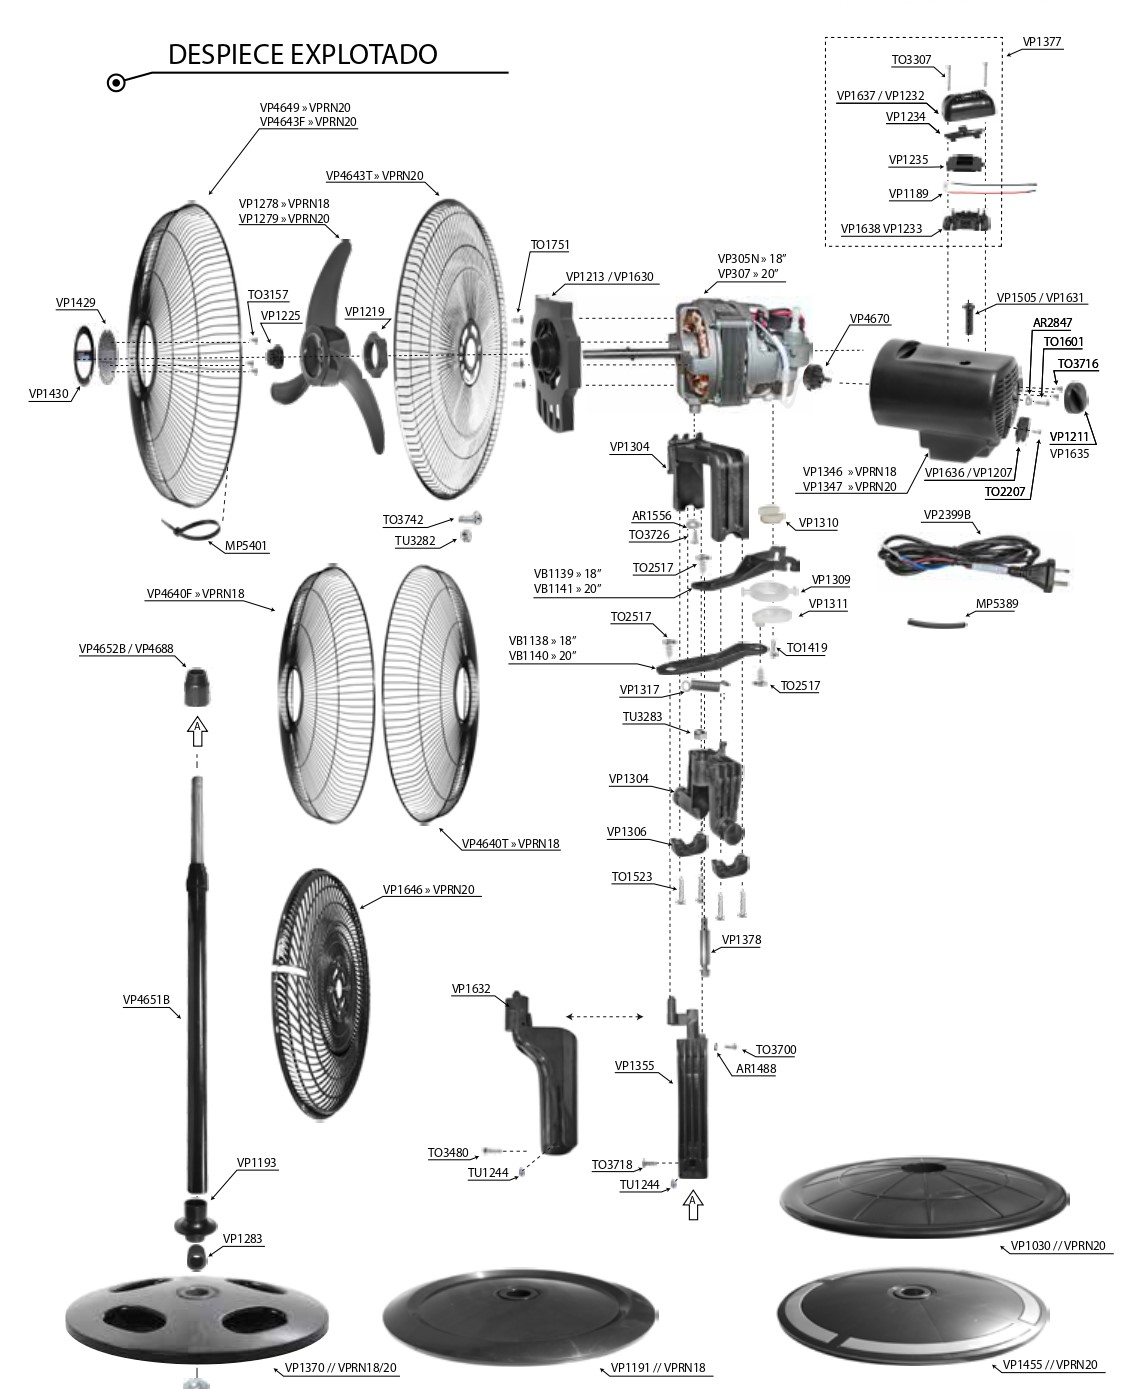 DESPIECE EXPLOTADO
VP1377
TO3307
VP1637 / VP1232
VP1234
VP1235
VP1189
VP1638 VP1233
VP4649 » VPRN20
VP4643F » VPRN20
VP4643T » VPRN20
VP1278 » VPRN18
VP1279 » VPRN20
TO1751
VP1213 / VP1630
VP305N » 18”
VP307 » 20”
VP1429
TO3157
VP1225
VP1219
VP4670
VP1505 / VP1631
AR2847
TO1601
TO3716
VP1430
VP1211
VP1635
VP1304
VP1346 » VPRN18
VP1347 » VPRN20
VP1636 / VP1207
TO2207
TO3742
TU3282
MP5401
AR1556
TO3726
VP1310
VP2399B
TO2517
VB1139 » 18”
VB1141 » 20”
VP1309
VP1311
MP5389
VP4640F » VPRN18
TO2517
VB1138 » 18”
VB1140 » 20”
TO1419
VP4652B / VP4688
VP1317
TO2517
A
TU3283
VP1304
VP1306
VP4640T » VPRN18
TO1523
VP1646 » VPRN20
VP1378
VP4651B
VP1632
TO3700
VP1355
AR1488
TO3480
TU1244
TO3718
TU1244
A
VP1193
VP1283
VP1030 // VPRN20
VP1370 // VPRN18/20
VP1191 // VPRN18
VP1455 // VPRN20